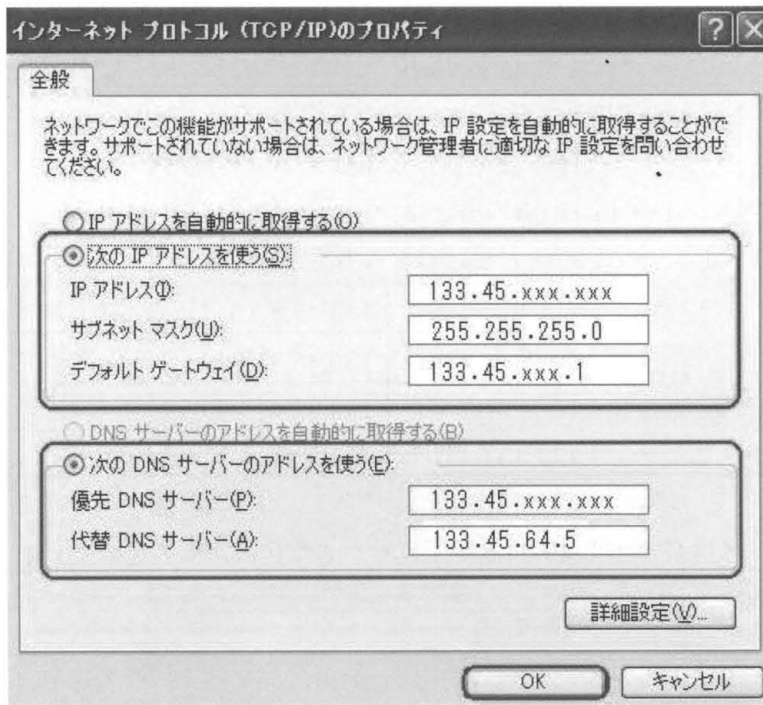 インターネット プロトコル (TCP/IP)のプロパティ
全般
ネットワークでこの機能がサポートされている場合は、IP 設定を自動的に取得することがで
きます。サポートされていない場合は、ネットワーク管理者に適切な IP 設定を問い合わせ
てください。
IP アドレスを自動的に取得する(O)
次の IP アドレスを使う(S):
IP アドレス(I): 133.45.xxx.xxx
サブネット マスク(U): 255.255.255.0
デフォルト ゲートウェイ(D): 133.45.xxx.1
DNS サーバーのアドレスを自動的に取得する(B)
次の DNS サーバーのアドレスを使う(E):
優先 DNS サーバー(P): 133.45.xxx.xxx
代替 DNS サーバー(A): 133.45.64.5
詳細設定(V)...
OK キャンセル